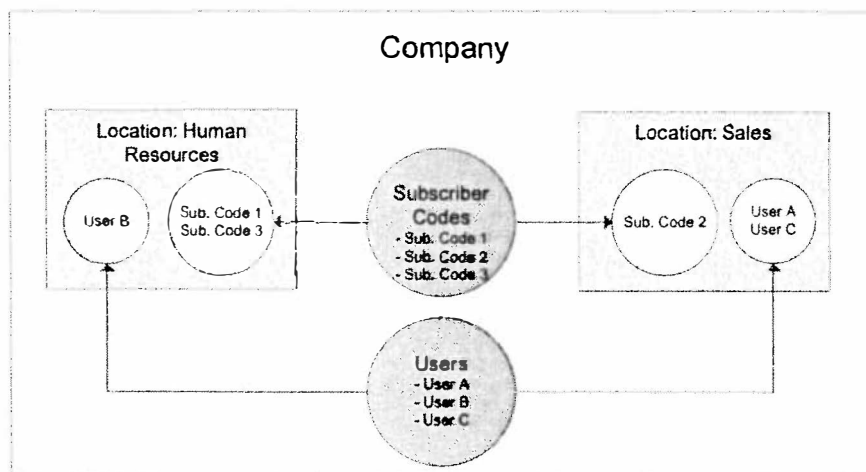 Company
Location: Human
Resources
User B
Sub. Code 1
Sub. Code 3
Subscriber
Codes
- Sub. Code 1
- Sub. Code 2
- Sub. Code 3
Location: Sales
Sub. Code 2
User A
User C
Users
- User A
- User B
- User C